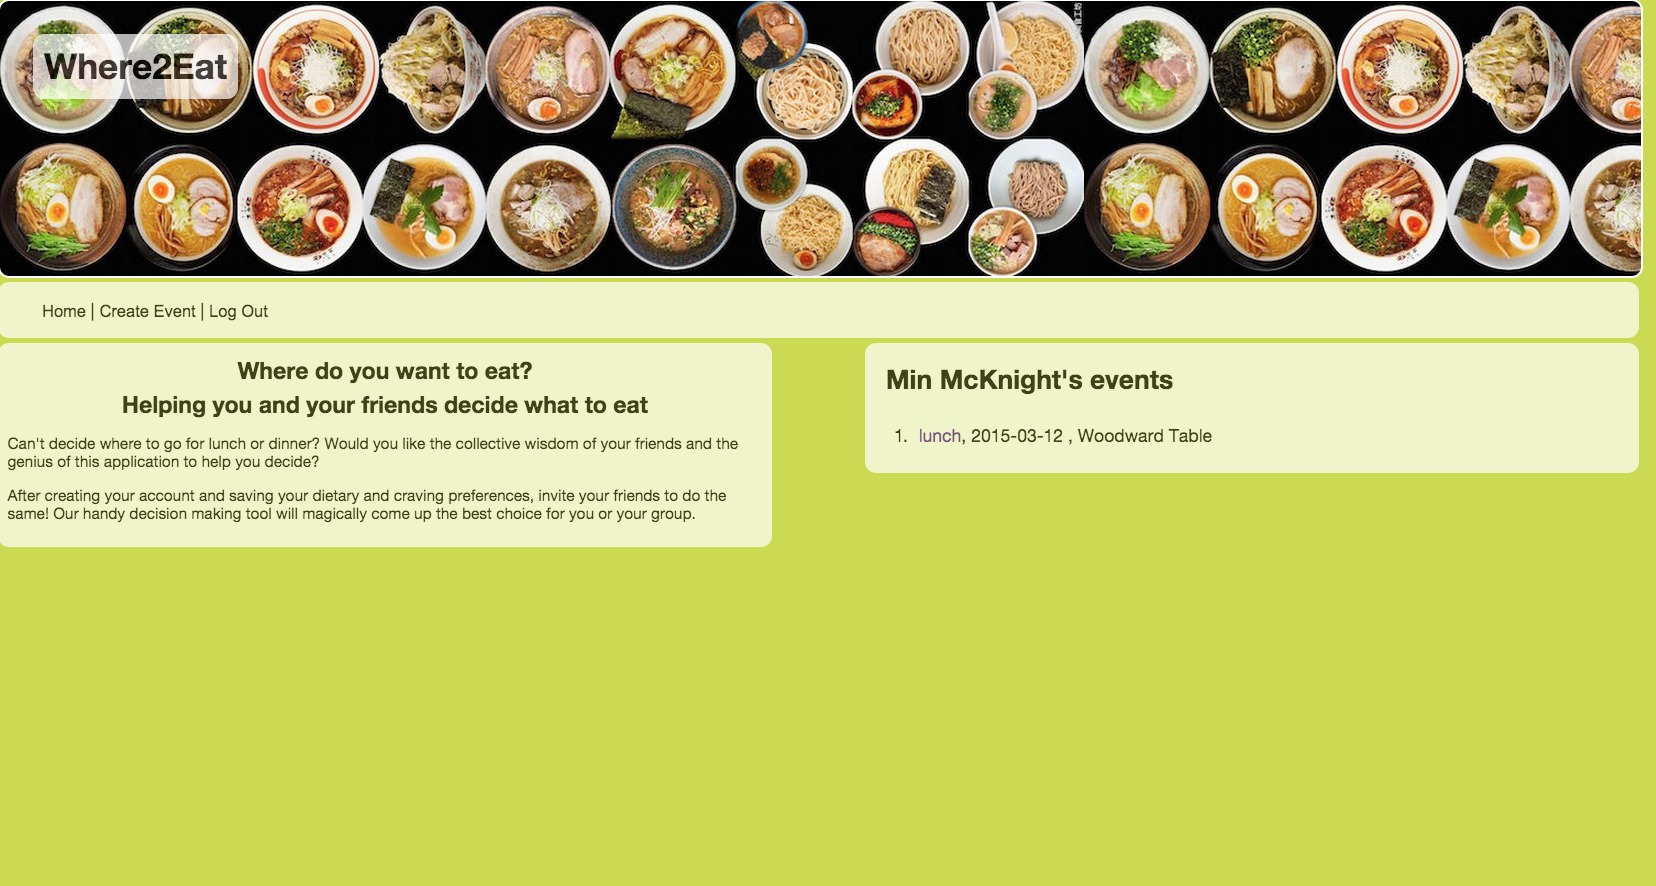 Where2Eat
Home | Create Event | Log Out
Where do you want to eat?
Helping you and your friends decide what to eat
Can't decide where to go for lunch or dinner? Would you like the collective wisdom of your friends and the
genius of this application to help you decide?
After creating your account and saving your dietary and craving preferences, invite your friends to do the
same! Our handy decision making tool will magically come up the best choice for you or your group.
Min McKnight's events
1. lunch, 2015-03-12 , Woodward Table